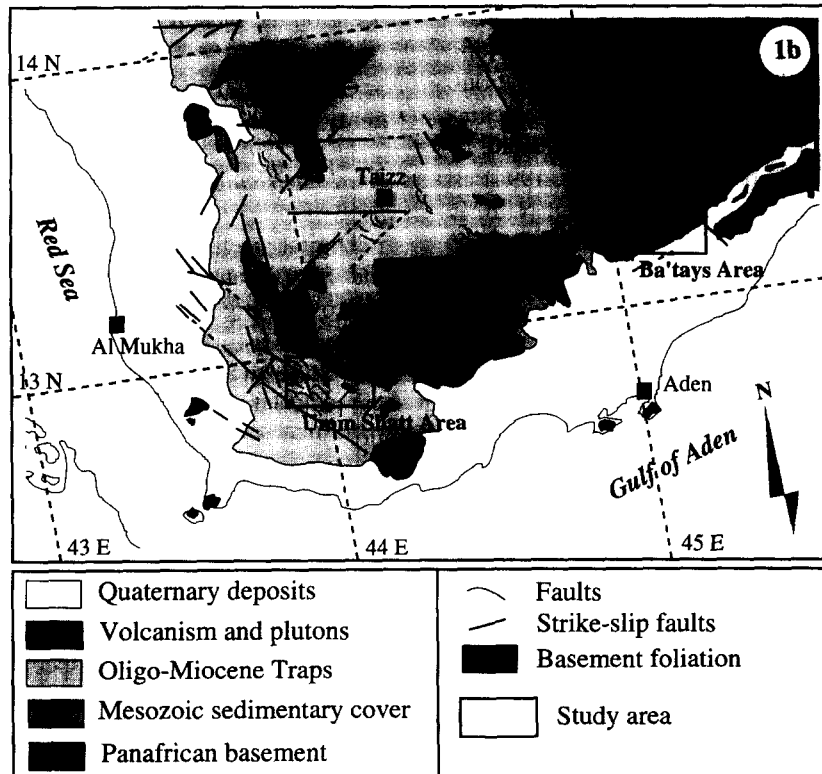 1b
14 N
Taizz
Red Sea
Ba'tays Area
Al Mukha
13 N
Aden
N
Umm Shatt Area
Gulf of Aden
43 E
44 E
45 E
Quaternary deposits
Volcanism and plutons
Oligo-Miocene Traps
Mesozoic sedimentary cover
Panafrican basement
Faults
Strike-slip faults
Basement foliation
Study area